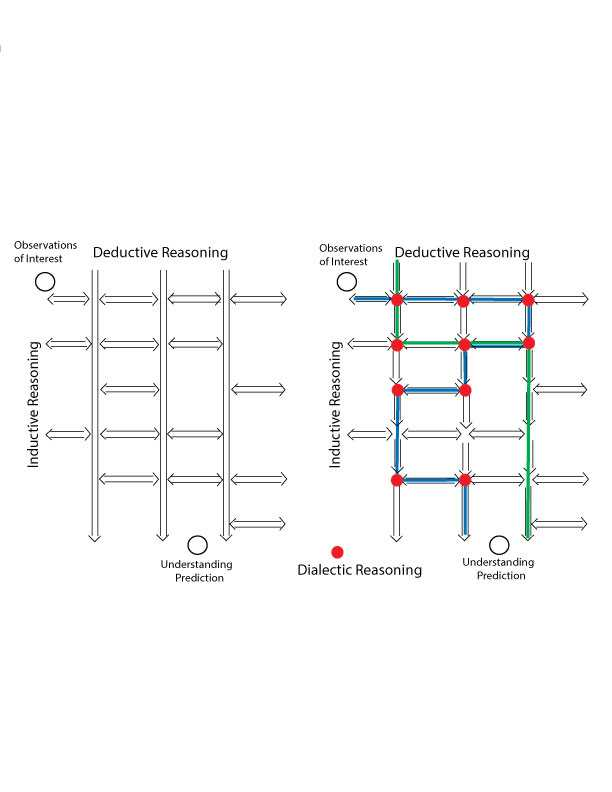 Observations
of Interest
Deductive Reasoning
Inductive Reasoning
Understanding
Prediction
Observations
of Interest
Deductive Reasoning
Inductive Reasoning
Dialectic Reasoning
Understanding
Prediction